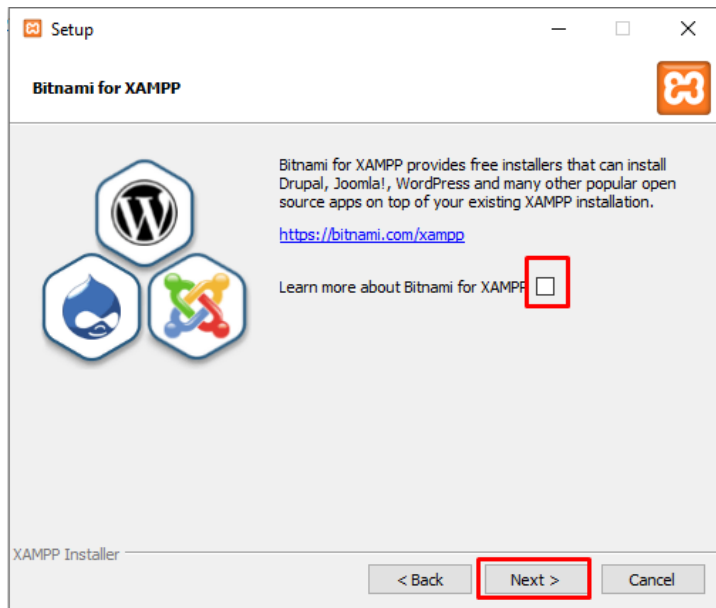 Setup
Bitnami for XAMPP
Bitnami for XAMPP provides free installers that can install
Drupal, Joomla!, WordPress and many other popular open
source apps on top of your existing XAMPP installation.
https://bitnami.com/xampp
Learn more about Bitnami for XAMPP
XAMPP Installer
< Back
Next >
Cancel